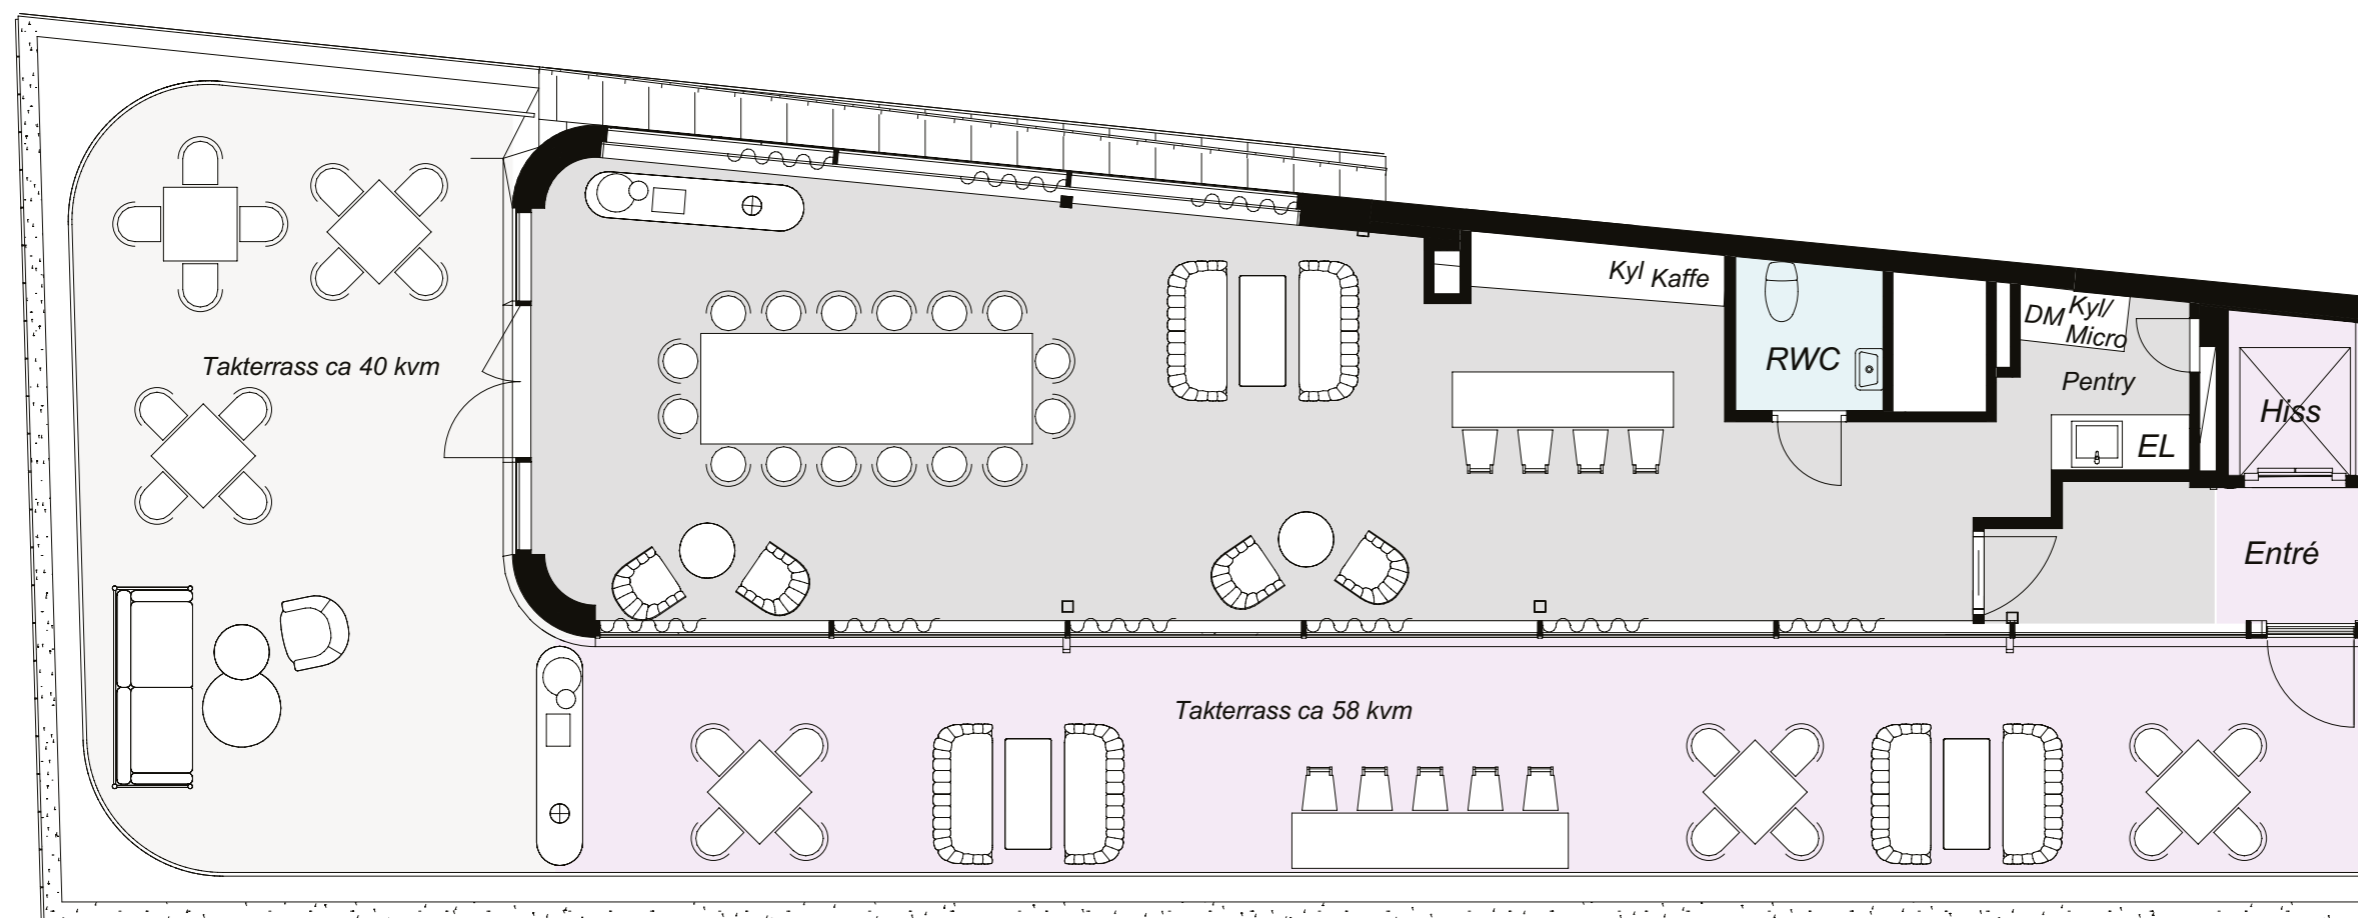 Kyl Kaffe
DM Kyl/
Micro
RWC
Takterrass ca 40 kvm
Pentry
Hiss
EL
Entré
Takterrass ca 58 kvm